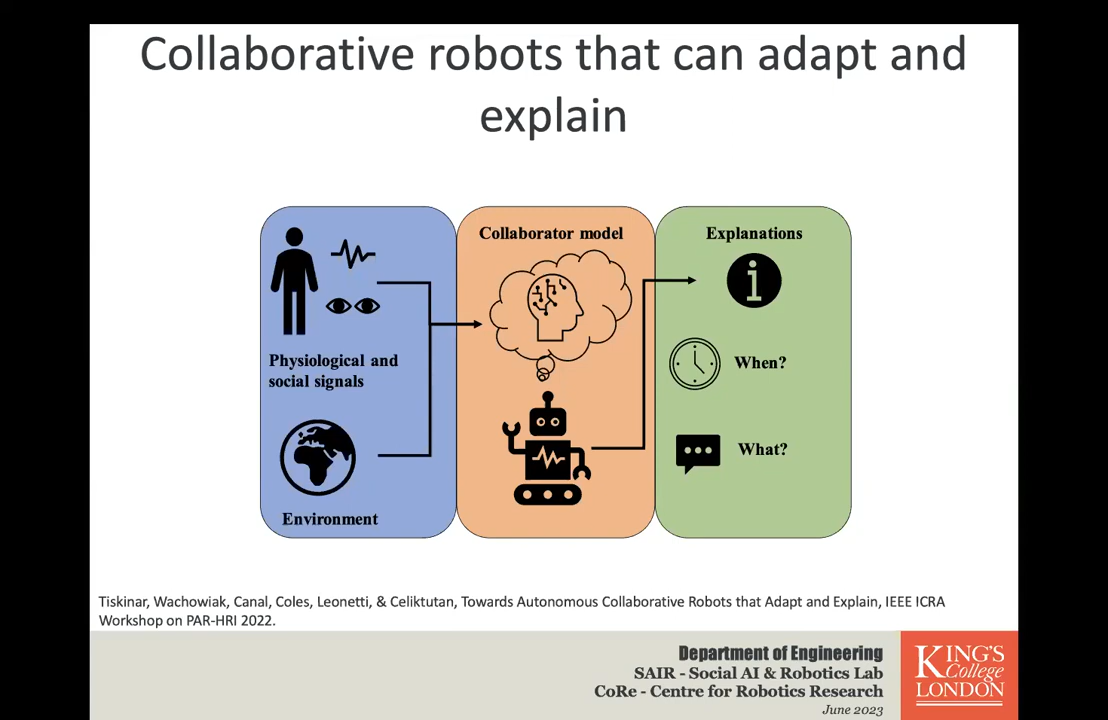 Collaborative robots that can adapt and
explain
Physiological and
social signals
Environment
Collaborator model
Explanations
i
When?
What?
Tiskinar, Wachowiak, Canal, Coles, Leonetti, & Celiktutan, Towards Autonomous Collaborative Robots that Adapt and Explain, IEEE ICRA
Workshop on PAR-HRI 2022.
Department of Engineering
SAIR - Social AI & Robotics Lab
CoRe - Centre for Robotics Research
June 2023
KING'S
College
LONDON